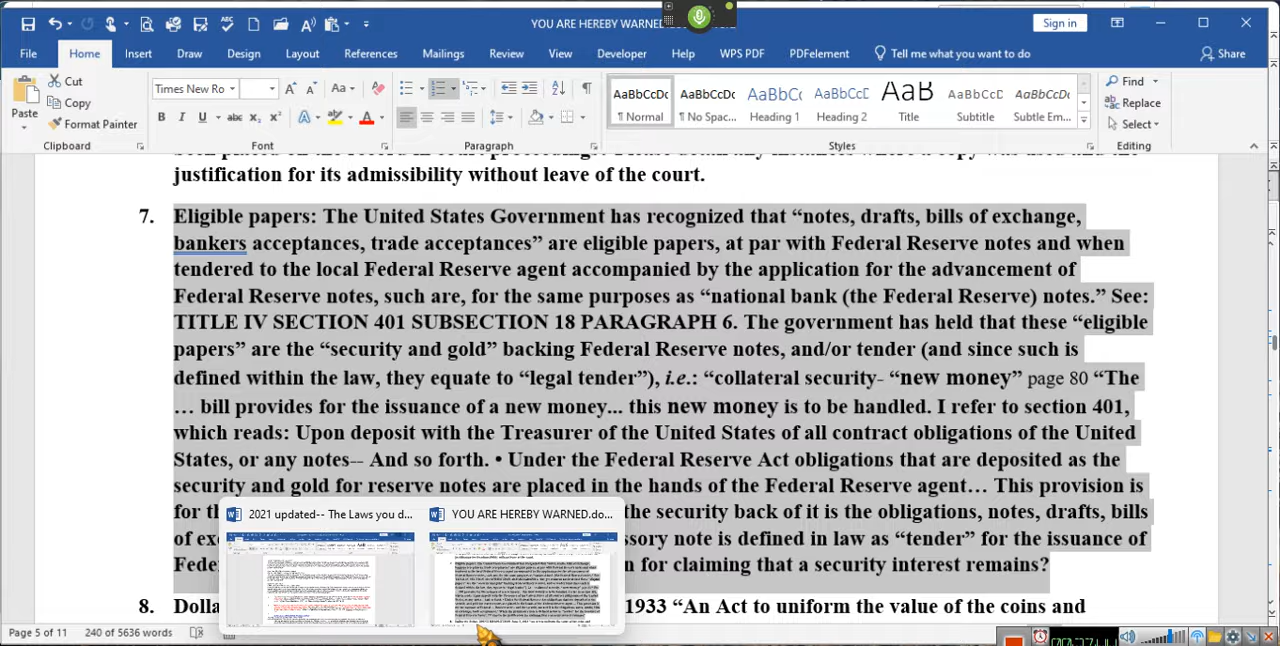 YOU ARE HEREBY WARNED
Sign in
File Home Insert Draw Design Layout References Mailings Review View Developer Help WPS PDF PDFelement Tell me what you want to do Share
Paste
Cut
Copy
Format Painter
Clipboard
Times New Ro
Font
Paragraph
AaBbCcDc AaBbCcDc AaBbCc AaBbCcD AaB AaBbCcD AaBbCcDc
¶ Normal ¶ No Spac... Heading 1 Heading 2 Title Subtitle Subtle Em...
Styles
Find
Replace
Select
Editing
justification for its admissibility without leave of the court.
7. Eligible papers: The United States Government has recognized that “notes, drafts, bills of exchange,
bankers acceptances, trade acceptances” are eligible papers, at par with Federal Reserve notes and when
tendered to the local Federal Reserve agent accompanied by the application for the advancement of
Federal Reserve notes, such are, for the same purposes as “national bank (the Federal Reserve) notes.” See:
TITLE IV SECTION 401 SUBSECTION 18 PARAGRAPH 6. The government has held that these “eligible
papers” are the “security and gold” backing Federal Reserve notes, and/or tender (and since such is
defined within the law, they equate to “legal tender”), i.e.: “collateral security- “new money” page 80 “The
… bill provides for the issuance of a new money... this new money is to be handled. I refer to section 401,
which reads: Upon deposit with the Treasurer of the United States of all contract obligations of the United
States, or any notes-- And so forth. • Under the Federal Reserve Act obligations that are deposited as the
security and gold for reserve notes are placed in the hands of the Federal Reserve agent… This provision is
for the security back of it is the obligations, notes, drafts, bills
of note is defined in law as “tender” for the issuance of
for claiming that a security interest remains?
2021 updated-- The Laws you d...
YOU ARE HEREBY WARNED.do...
8. 1933 “An Act to uniform the value of the coins and
Page 5 of 11 240 of 5636 words